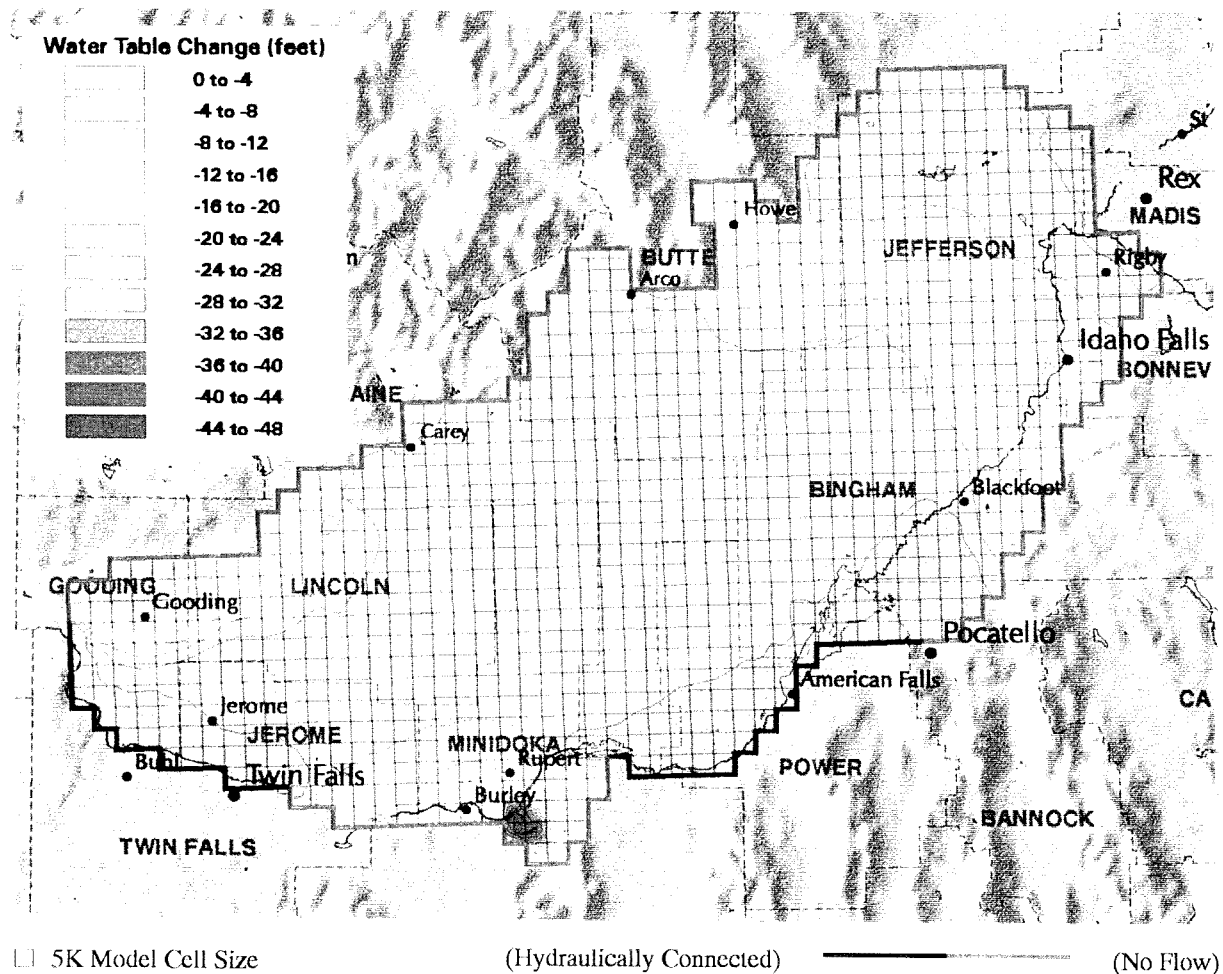 Water Table Change (feet)
0 to -4
-4 to -8
-8 to -12
-12 to -16
-16 to -20
-20 to -24
-24 to -28
-28 to -32
-32 to -36
-36 to -40
-40 to -44
-44 to -48
St
Rex
MADIS
Howe
JEFFERSON
BUTTE
Rigby
n
Arco
Idaho Falls
BONNEV
AINE
Carey
BINGHAM
Blackfoot
GOODING
LINCOLN
Gooding
Pocatello
American Falls
CA
Jerome
JEROME
MINIDOKA
Rupert
Buhl
Twin Falls
POWER
Burley
BANNOCK
TWIN FALLS
5K Model Cell Size
(Hydraulically Connected)
(No Flow)